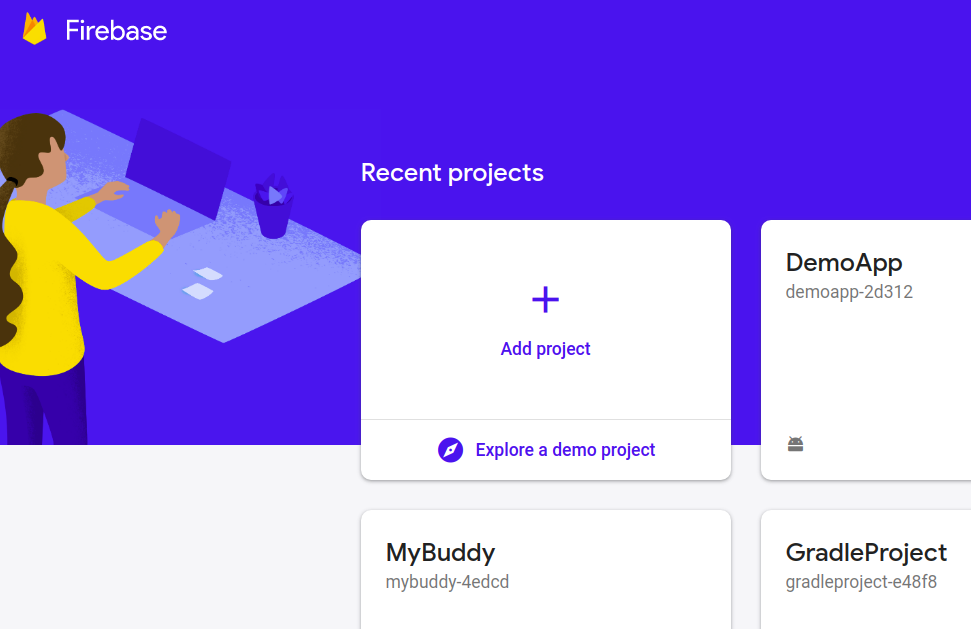 Firebase
Recent projects
Add project
Explore a demo project
DemoApp
demoapp-2d312
MyBuddy
mybuddy-4edcd
GradleProject
gradleproject-e48f8